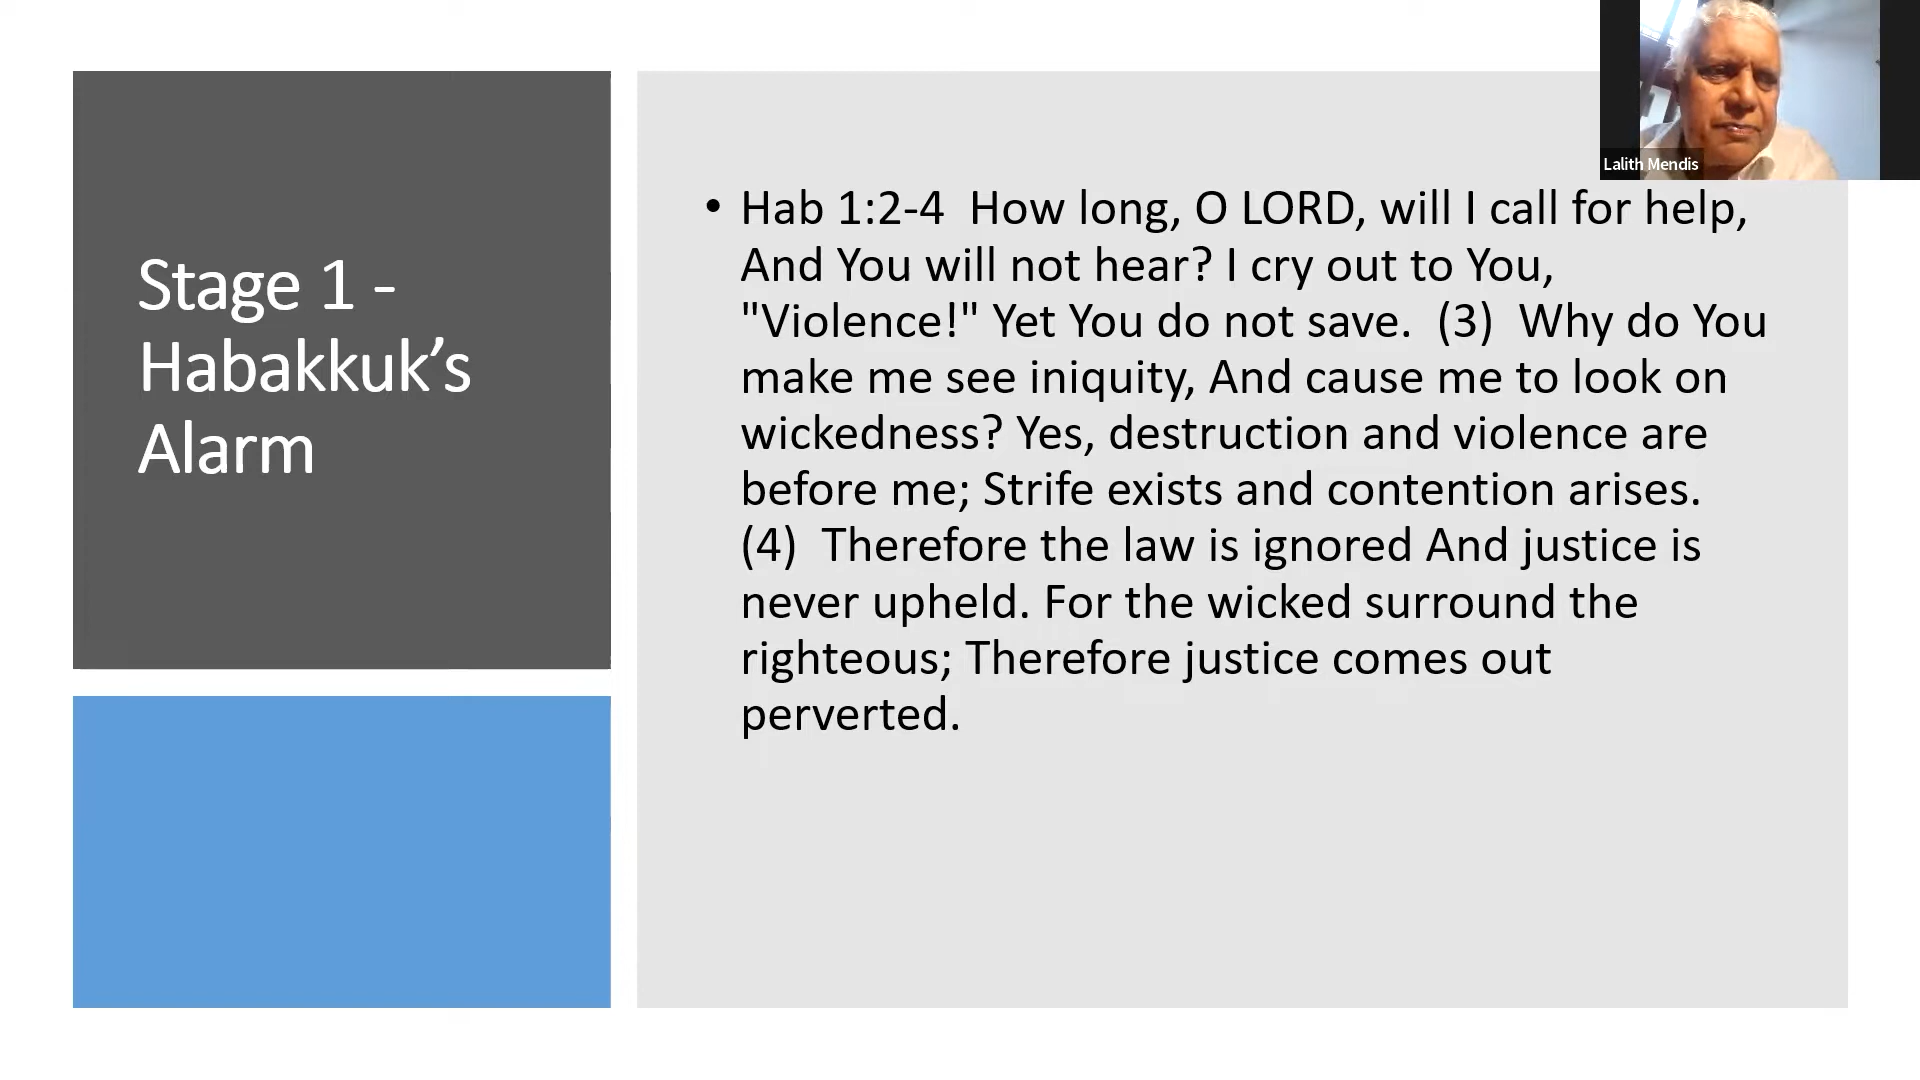 Stage 1 -
Habakkuk’s
Alarm
Lalith Mendis
• Hab 1:2-4  How long, O LORD, will I call for help,
And You will not hear? I cry out to You,
"Violence!" Yet You do not save.  (3)  Why do You
make me see iniquity, And cause me to look on
wickedness? Yes, destruction and violence are
before me; Strife exists and contention arises.
(4)  Therefore the law is ignored And justice is
never upheld. For the wicked surround the
righteous; Therefore justice comes out
perverted.